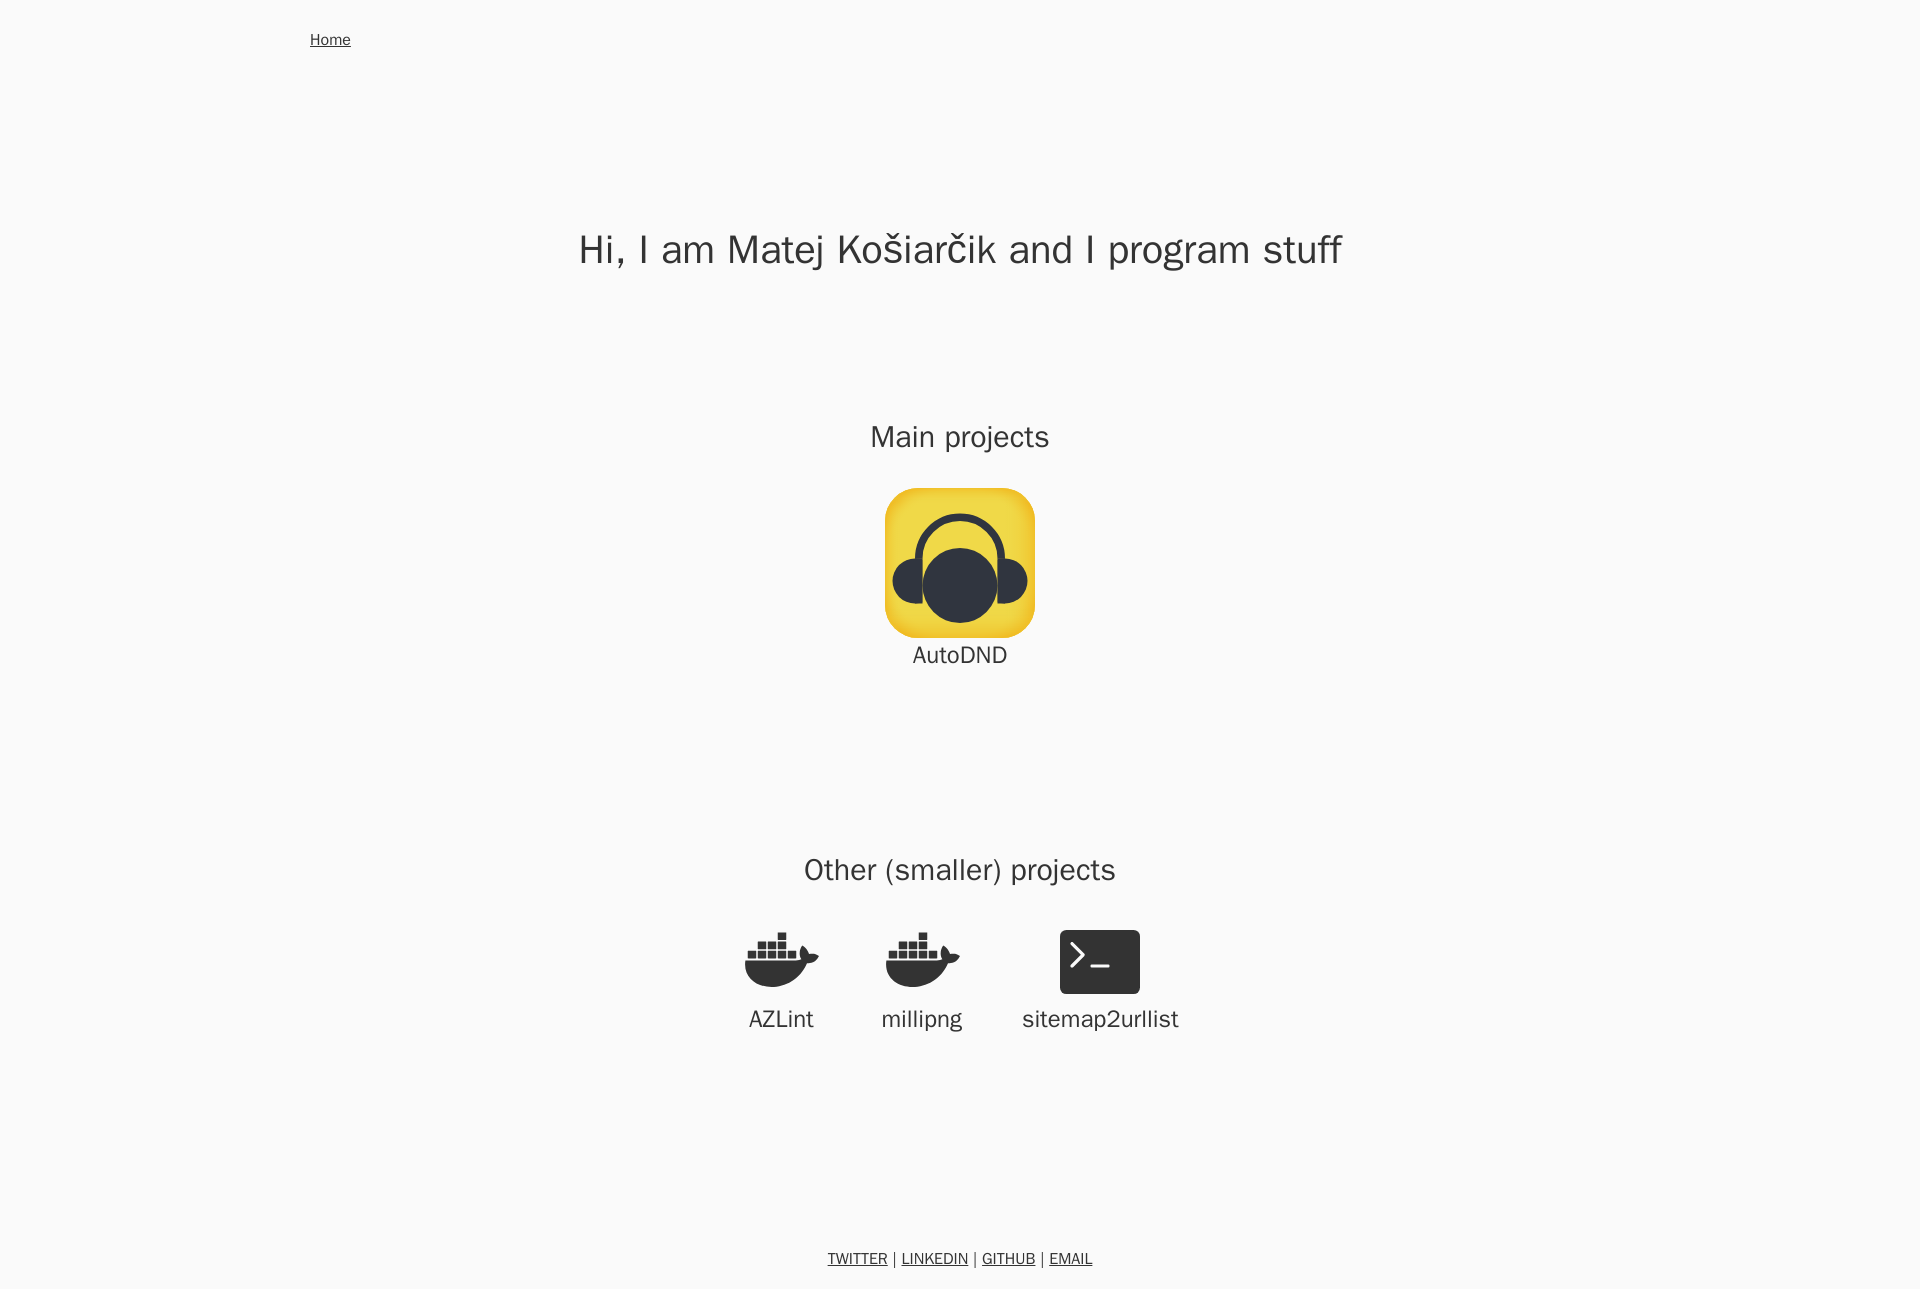 Home
Hi, I am Matej Košiarčik and I program stuff
Main projects
AutoDND
Other (smaller) projects
AZLint
millipng
sitemap2urllist
TWITTER | LINKEDIN | GITHUB | EMAIL